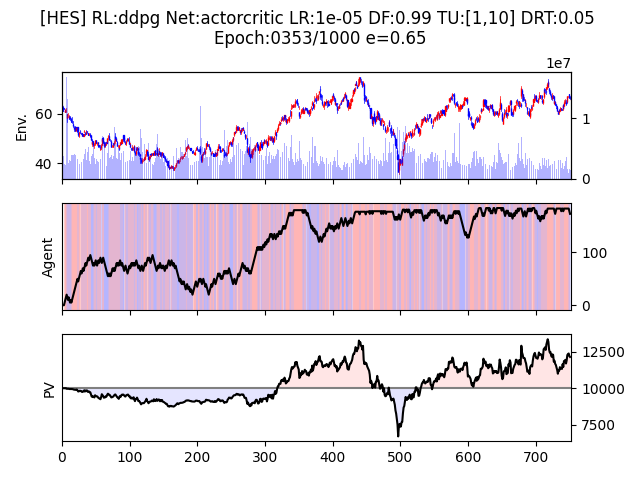 [HES] RL:ddpg Net:actorcritic LR:1e-05 DF:0.99 TU:[1,10] DRT:0.05
Epoch:0353/1000 e=0.65
1e7
Env.
60
40
1
0
Agent
100
0
PV
12500
10000
7500
0 100 200 300 400 500 600 700